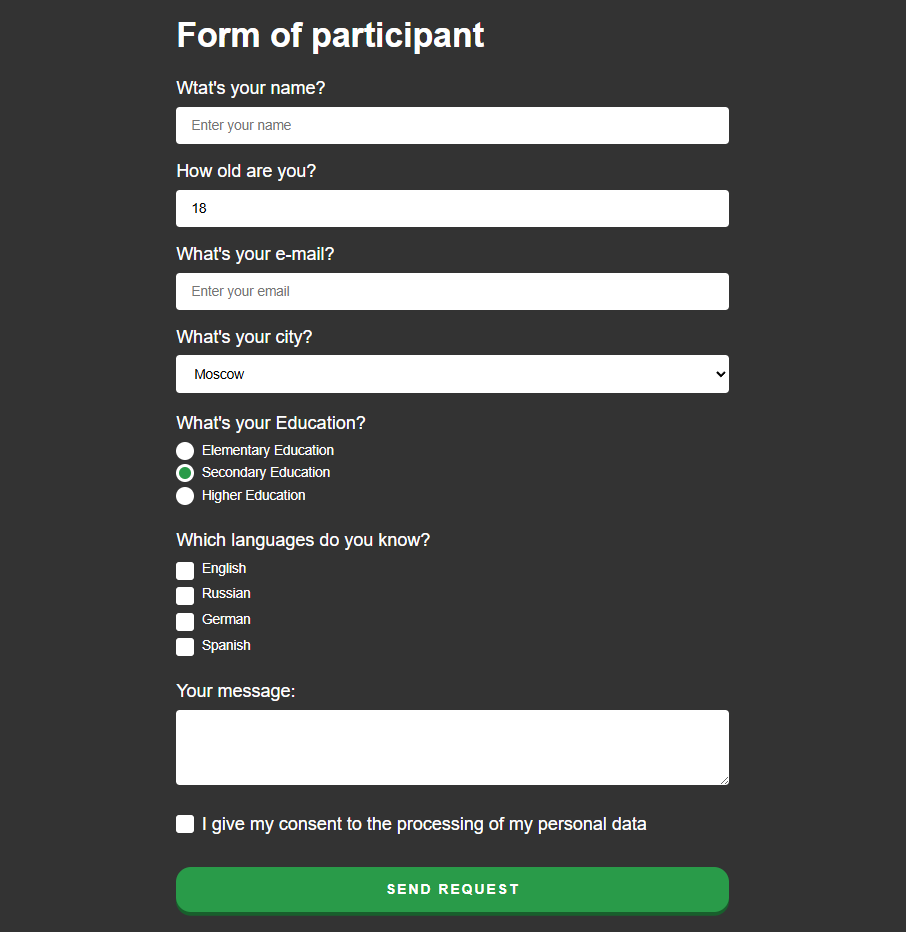 Form of participant
Wtat's your name?
Enter your name
How old are you?
18
What's your e-mail?
Enter your email
What's your city?
Moscow
What's your Education?
Elementary Education
Secondary Education
Higher Education
Which languages do you know?
English
Russian
German
Spanish
Your message:
I give my consent to the processing of my personal data
SEND REQUEST